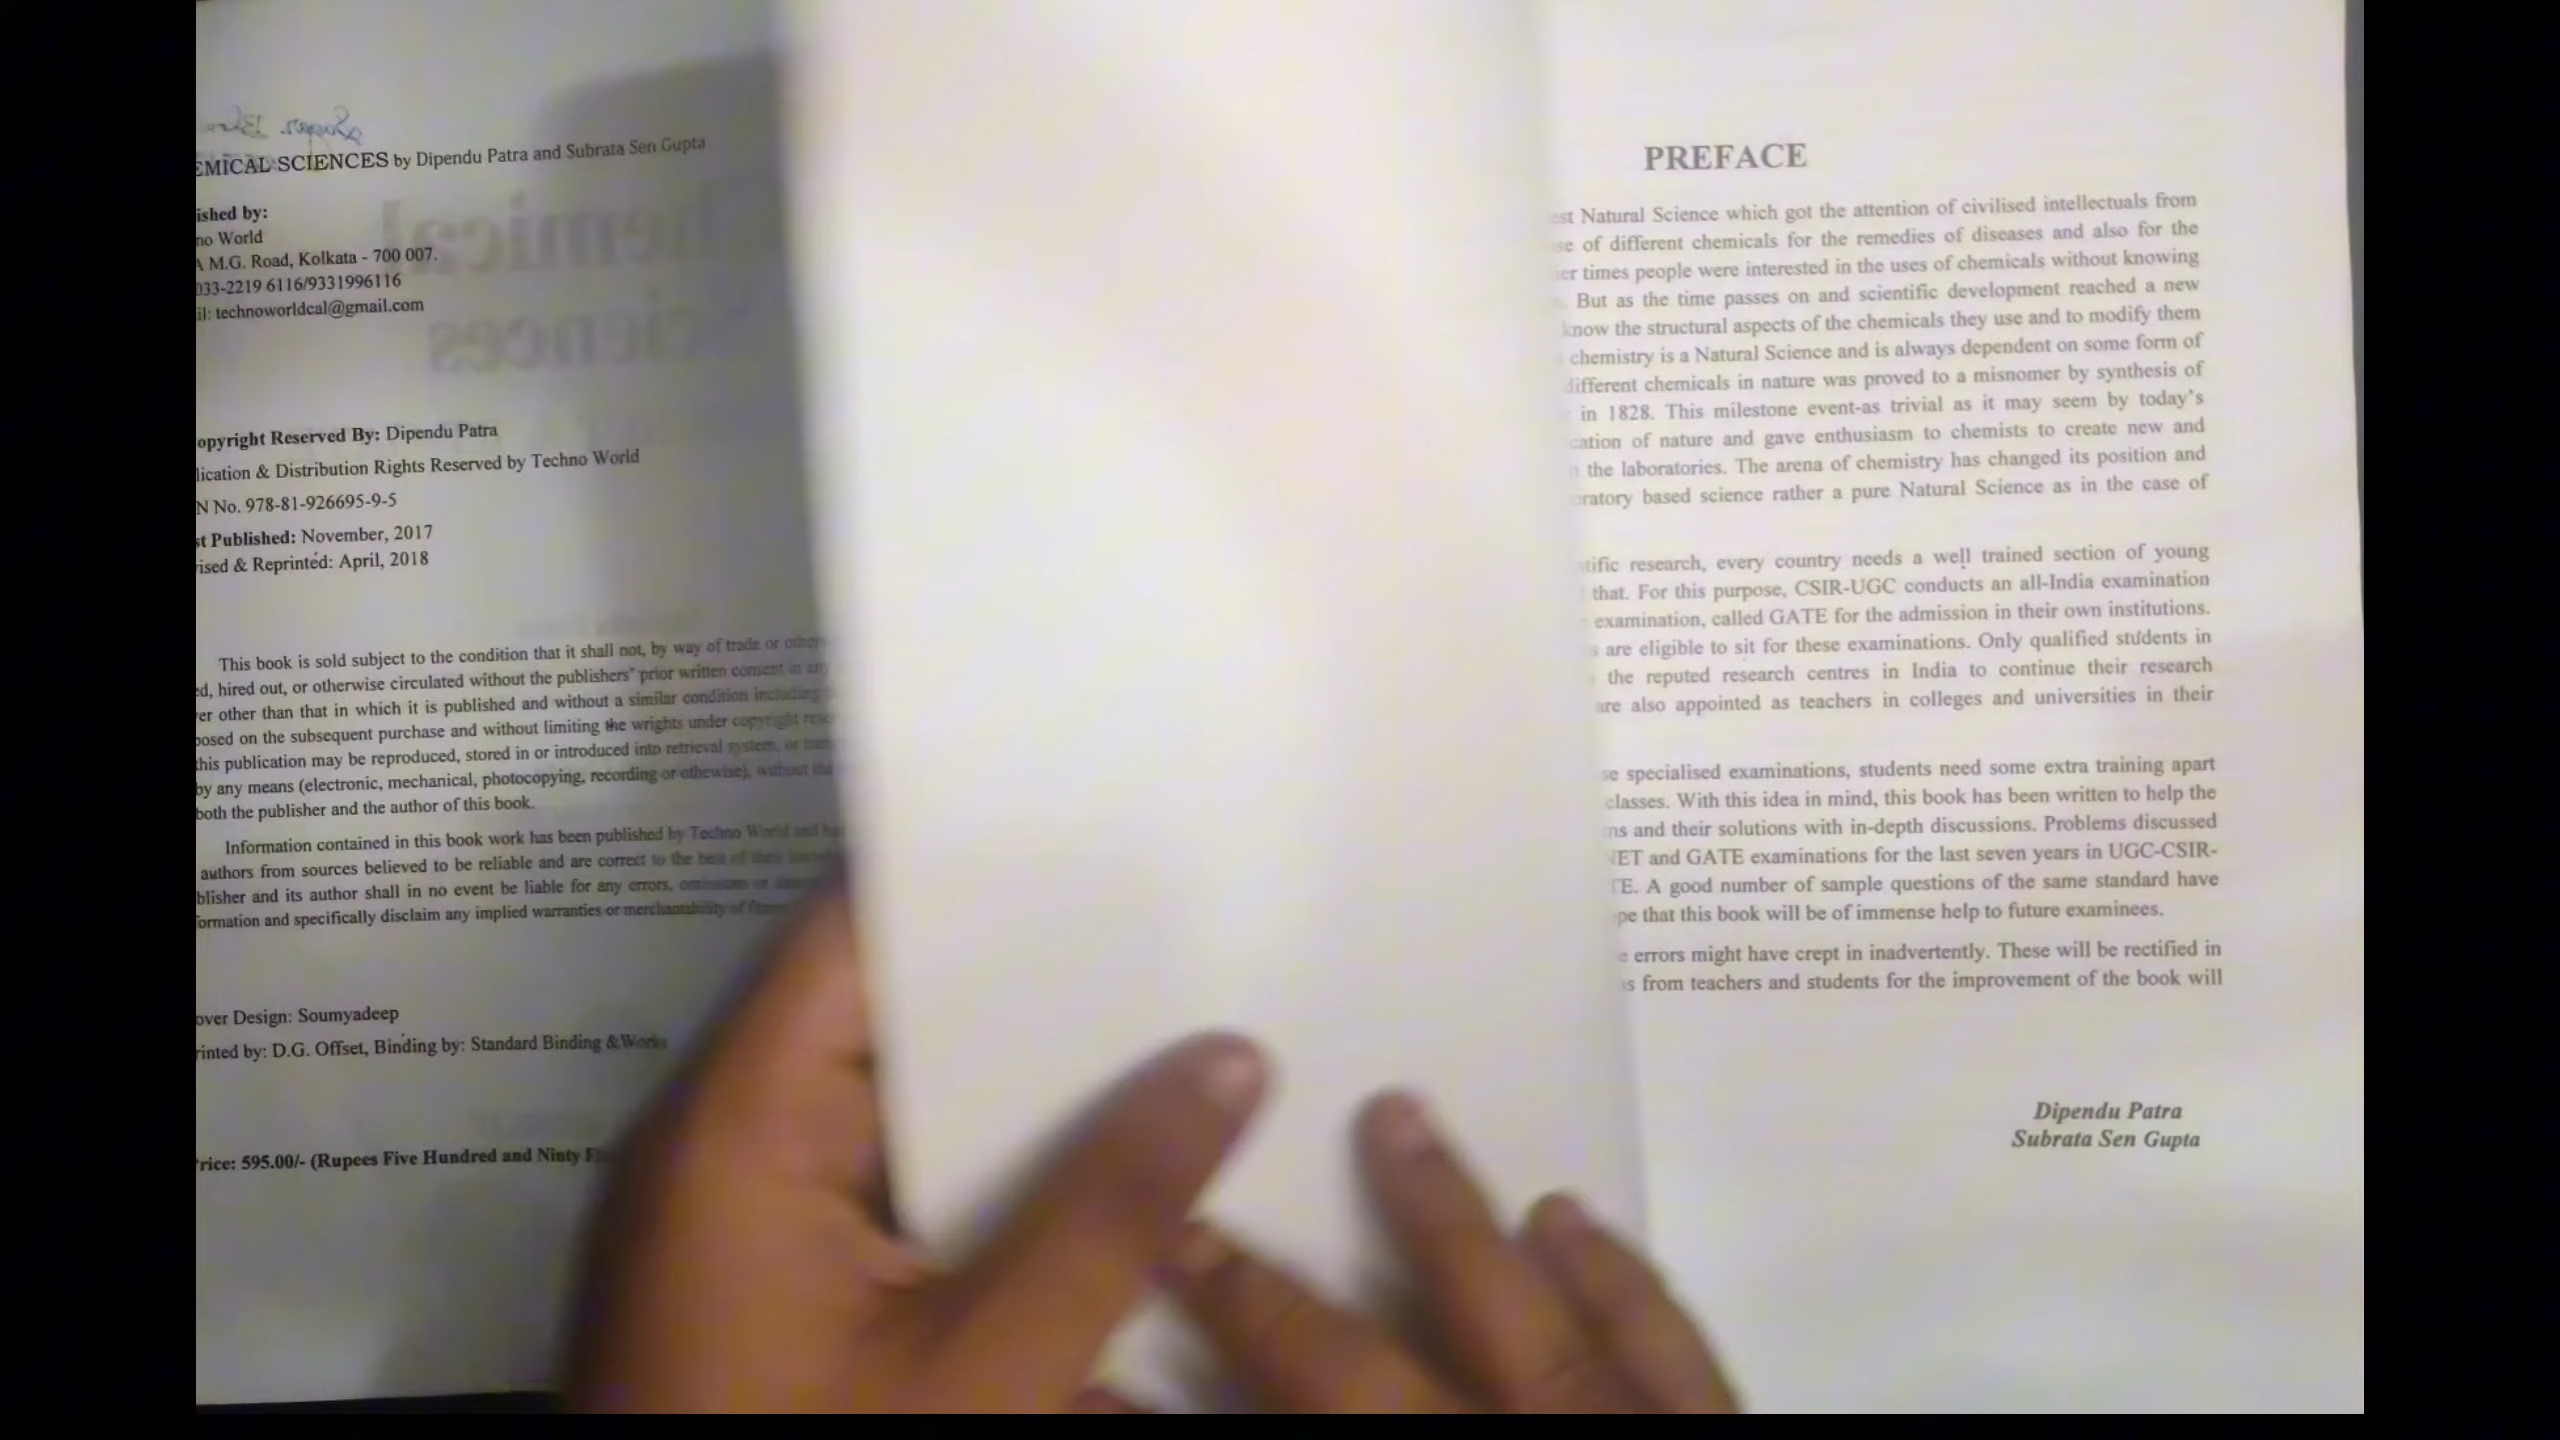 EMICAL SCIENCES by Dipendu Patra and Subrata Sen Gupta
ished by:
no World
A M.G. Road, Kolkata - 700 007.
033-2219 6116/9331996116
il: technoworldcal@gmail.com
opyright Reserved By: Dipendu Patra
lication & Distribution Rights Reserved by Techno World
N No. 978-81-926695-9-5
st Published: November, 2017
ised & Reprinted: April, 2018
This book is sold subject to the condition that it shall not, by way of trade or otherw
ed, hired out, or otherwise circulated without the publishers' prior written consent in any
er other than that in which it is published and without a similar condition including
posed on the subsequent purchase and without limiting the wrights under copyright
this publication may be reproduced, stored in or introduced into retrieval system, or
by any means (electronic, mechanical, photocopying, recording or othewise), without
both the publisher and the author of this book.
Information contained in this book work has been published by Techno World and
authors from sources believed to be reliable and are correct to the best of their
blisher and its author shall in no event be liable for any errors, omissions or
formation and specifically disclaim any implied warranties or merchantability of
over Design: Soumyadeep
rinted by: D.G. Offset, Binding by: Standard Binding & Works
rice: 595.00/- (Rupees Five Hundred and Ninty
PREFACE
est Natural Science which got the attention of civilised intellectuals from
se of different chemicals for the remedies of diseases and also for the
er times people were interested in the uses of chemicals without knowing
But as the time passes on and scientific development reached a new
know the structural aspects of the chemicals they use and to modify them
chemistry is a Natural Science and is always dependent on some form of
different chemicals in nature was proved to a misnomer by synthesis of
in 1828. This milestone event-as trivial as it may seem by today's
cation of nature and gave enthusiasm to chemists to create new and
the laboratories. The arena of chemistry has changed its position and
oratory based science rather a pure Natural Science as in the case of
tific research, every country needs a well trained section of young
that. For this purpose, CSIR-UGC conducts an all-India examination
examination, called GATE for the admission in their own institutions.
are eligible to sit for these examinations. Only qualified students in
the reputed research centres in India to continue their research
are also appointed as teachers in colleges and universities in their
se specialised examinations, students need some extra training apart
classes. With this idea in mind, this book has been written to help the
ns and their solutions with in-depth discussions. Problems discussed
NET and GATE examinations for the last seven years in UGC-CSIR-
TE. A good number of sample questions of the same standard have
pe that this book will be of immense help to future examinees.
e errors might have crept in inadvertently. These will be rectified in
s from teachers and students for the improvement of the book will
Dipendu Patra
Subrata Sen Gupta